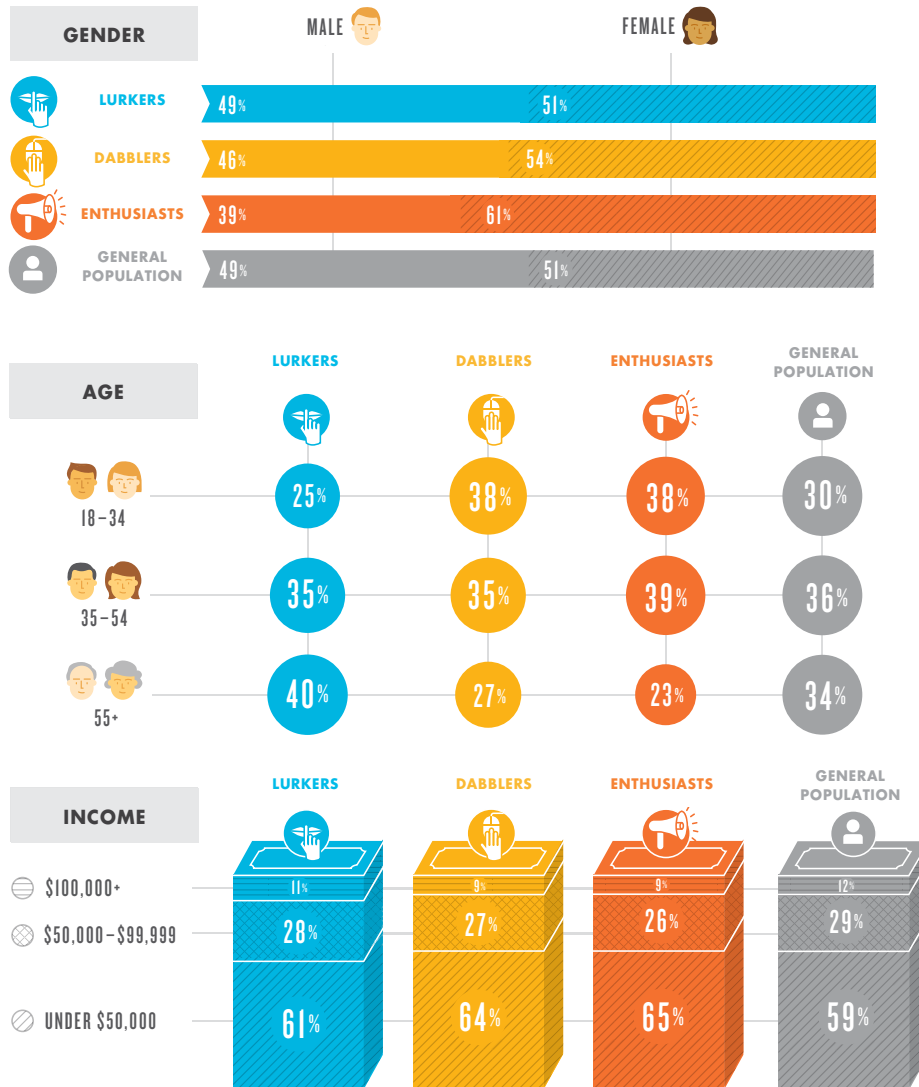 GENDER
MALE
FEMALE
LURKERS
49%
51%
DABBLERS
46%
54%
ENTHUSIASTS
39%
61%
GENERAL
POPULATION
49%
51%
AGE
LURKERS
DABBLERS
ENTHUSIASTS
GENERAL
POPULATION
18–34
25%
38%
38%
30%
35–54
35%
35%
39%
36%
55+
40%
27%
23%
34%
INCOME
LURKERS
DABBLERS
ENTHUSIASTS
GENERAL
POPULATION
$100,000+
11%
9%
9%
12%
$50,000–$99,999
28%
27%
26%
29%
UNDER $50,000
61%
64%
65%
59%